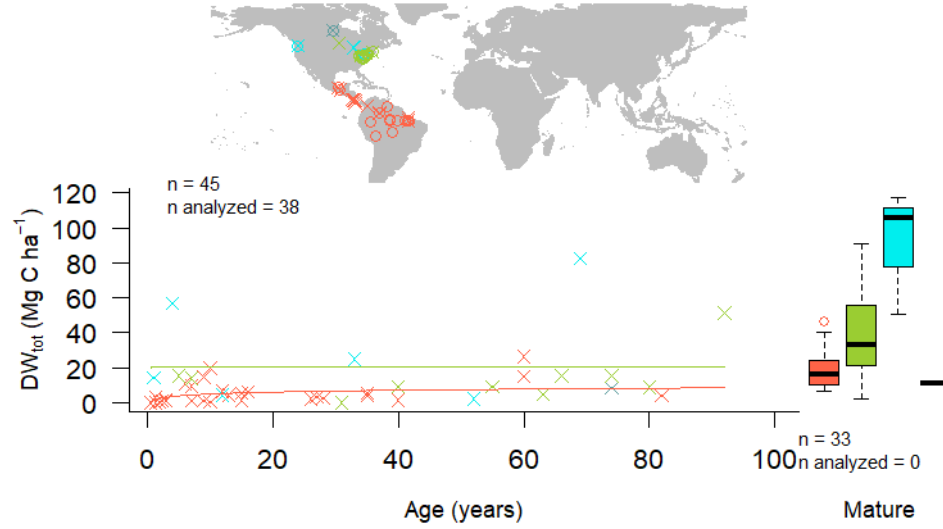 n = 45
n analyzed = 38
DWtot (Mg C ha−1)
120
100
80
60
40
20
0
0 20 40 60 80 100
n = 33
n analyzed = 0
Age (years)
Mature